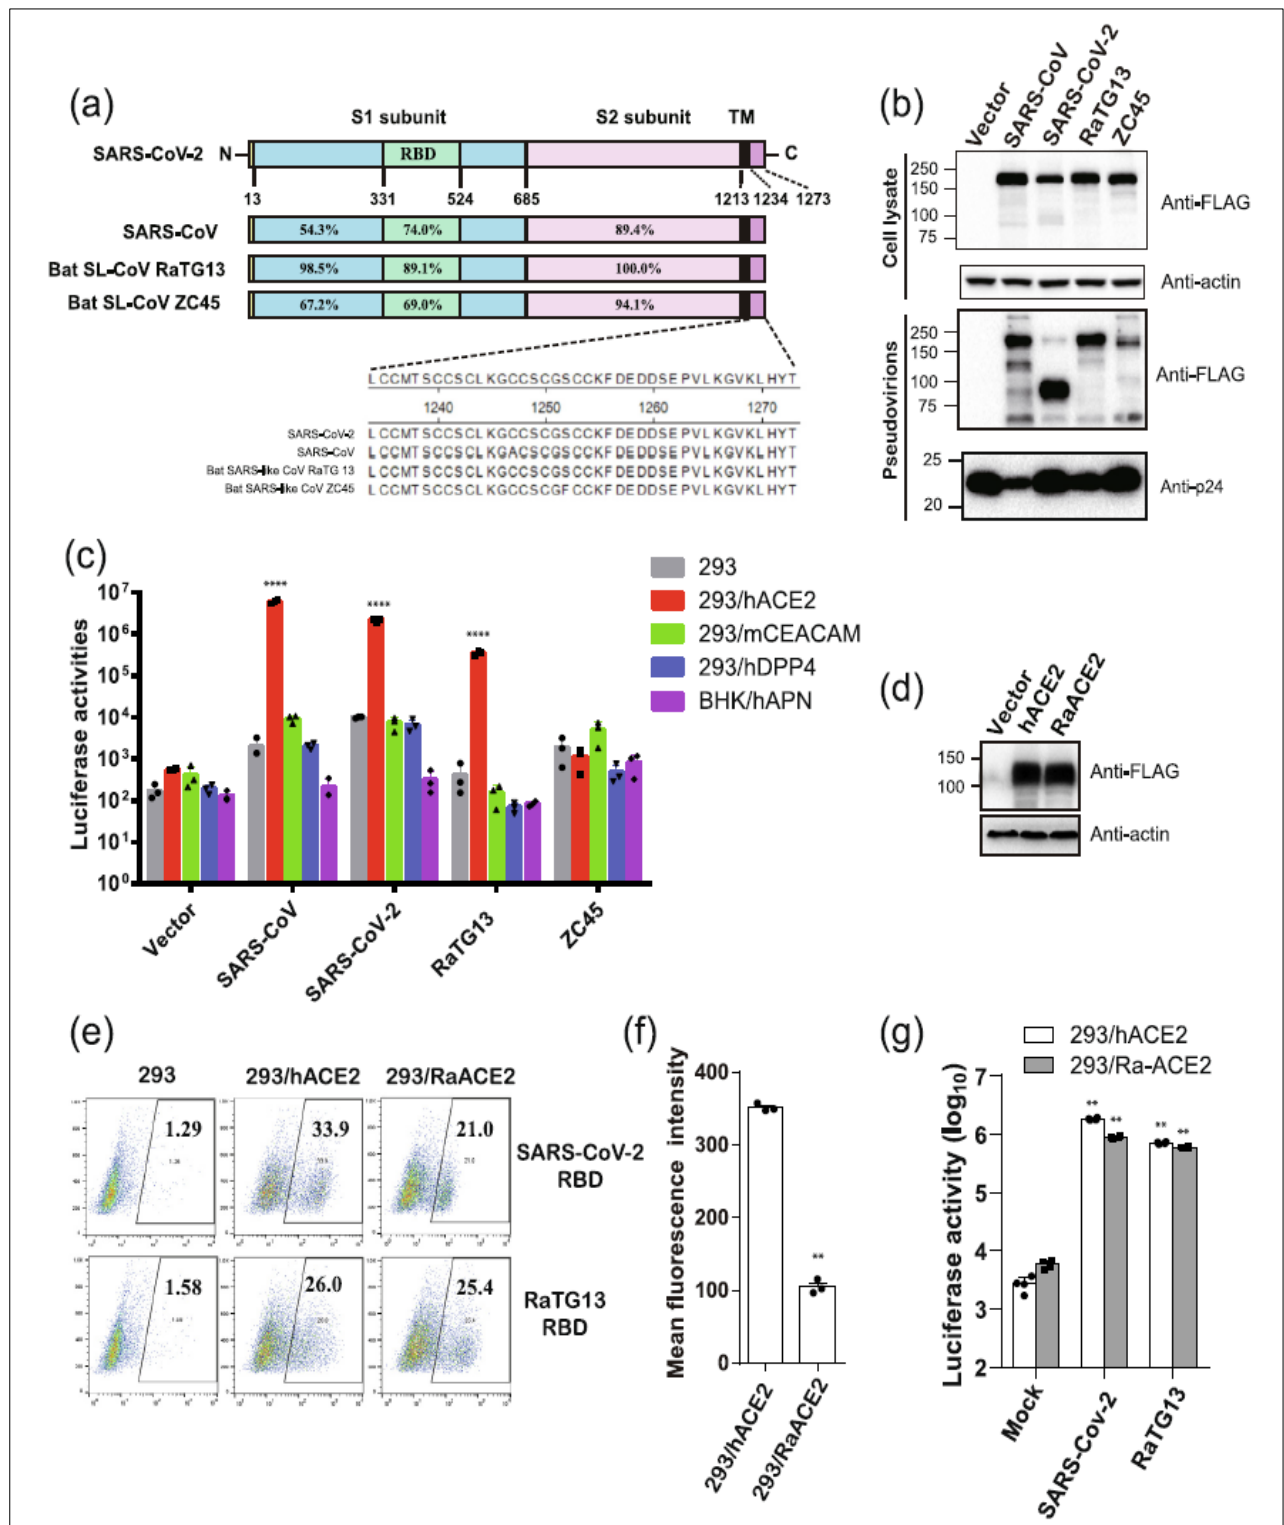 (a)
S1 subunit S2 subunit TM
SARS-CoV-2 N RBD C
13 331 524 685 1213 1234 1273
SARS-CoV 54.3% 74.0% 89.4%
Bat SL-CoV RaTG13 98.5% 89.1% 100.0%
Bat SL-CoV ZC45 67.2% 69.0% 94.1%
LCCMTSCCSCLKGCCSCGSCCKFDEDDSEPVLKGVKLHYT
1240 1250 1260 1270
SARS-CoV-2 LCCMTSCCSCLKGCCSCGSCCKFDEDDSEPVLKGVKLHYT
SARS-CoV LCCMTSCCSCLKGACSCGSCCKFDEDDSEPVLKGVKLHYT
Bat SARS-like CoV RaTG 13 LCCMTSCCSCLKGCCSCGSCCKFDEDDSEPVLKGVKLHYT
Bat SARS-like CoV ZC45 LCCMTSCCSCLKGCCSCGFCCKFDEDDSEPVLKGVKLHYT
(b)
Vector
SARS-CoV
SARS-CoV-2
RaTG13
ZC45
Cell lysate
250
150
100
75
Anti-FLAG
Anti-actin
Pseudovirions
250
150
100
75
Anti-FLAG
25
20
Anti-p24
(c)
Luciferase activities
10⁷
10⁶
10⁵
10⁴
10³
10²
10¹
10⁰
**** **** ****
293
293/hACE2
293/mCEACAM
293/hDPP4
BHK/hAPN
Vector
SARS-CoV
SARS-CoV-2
RaTG13
ZC45
(d)
Vector
hACE2
RaACE2
150
100
Anti-FLAG
Anti-actin
(e)
293 293/hACE2 293/RaACE2
1.29 33.9 21.0
SARS-CoV-2
RBD
1.58 26.0 25.4
RaTG13
RBD
(f)
Mean fluorescence intensity
400
300
200
100
0
**
293/hACE2
293/RaACE2
(g)
293/hACE2
293/Ra-ACE2
Luciferase activity (log₁₀)
7
6
5
4
3
2
** ** ** **
Mock
SARS-Cov-2
RaTG13